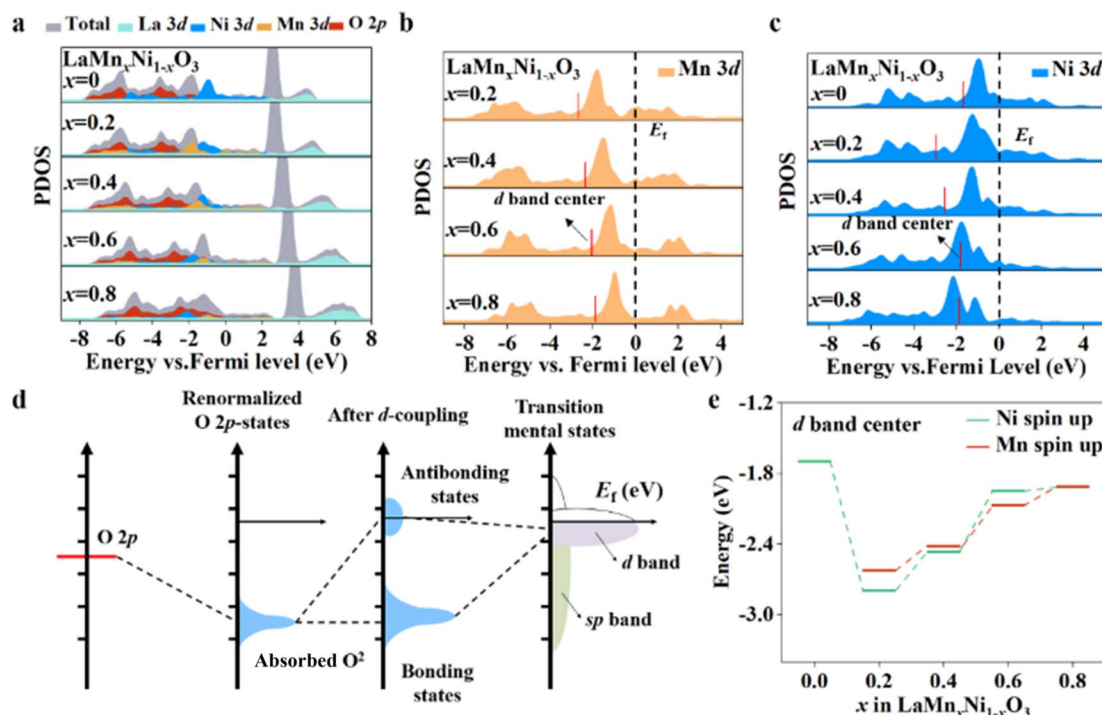 a
Total La 3d Ni 3d Mn 3d O 2p
LaMnxNi1-xO3
x=0
x=0.2
x=0.4
x=0.6
x=0.8
PDOS
-8 -6 -4 -2 0 2 4 6 8
Energy vs.Fermi level (eV)
b
LaMnxNi1-xO3
Mn 3d
x=0.2
Ef
x=0.4
d band center
x=0.6
x=0.8
PDOS
-8 -6 -4 -2 0 2 4
Energy vs. Fermi level (eV)
c
LaMnxNi1-xO3
Ni 3d
x=0
x=0.2
Ef
x=0.4
d band center
x=0.6
x=0.8
PDOS
-8 -6 -4 -2 0 2 4
Energy vs.Fermi Level (eV)
d
Renormalized
O 2p-states
After d-coupling
Transition
mental states
Antibonding
states
Ef (eV)
O 2p
d band
sp band
Absorbed O2
Bonding
states
e
-1.2
-1.8
-2.4
-3.0
Energy (eV)
d band center
Ni spin up
Mn spin up
0.0 0.2 0.4 0.6 0.8
x in LaMnxNi1-xO3